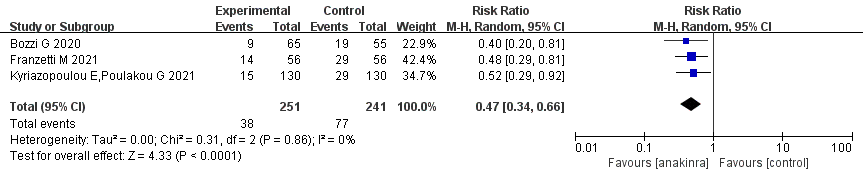 Experimental Control Risk Ratio Risk Ratio
Study or Subgroup Events Total Events Total Weight M-H, Random, 95% CI M-H, Random, 95% CI
Bozzi G 2020 9 65 19 55 22.9% 0.40 [0.20, 0.81]
Franzetti M 2021 14 56 29 56 42.4% 0.48 [0.29, 0.81]
Kyriazopoulou E,Poulakou G 2021 15 130 29 130 34.7% 0.52 [0.29, 0.92]
Total (95% CI) 251 241 100.0% 0.47 [0.34, 0.66]
Total events 38 77
Heterogeneity: Tau² = 0.00; Chi² = 0.31, df = 2 (P = 0.86); I² = 0%
Test for overall effect: Z = 4.33 (P < 0.0001)
0.01 0.1 1 10 100
Favours [anakinra] Favours [control]